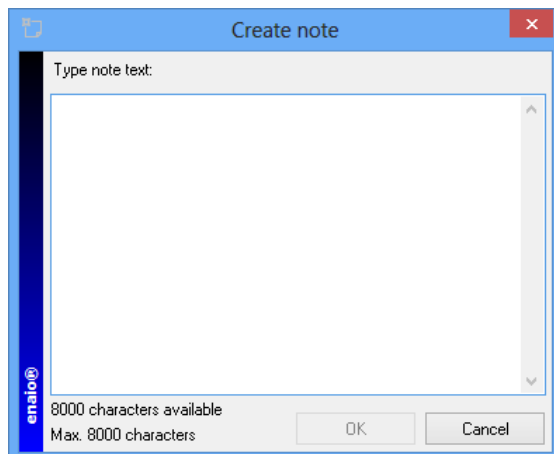 Create note
Type note text:
enaio®
8000 characters available
Max. 8000 characters
OK
Cancel